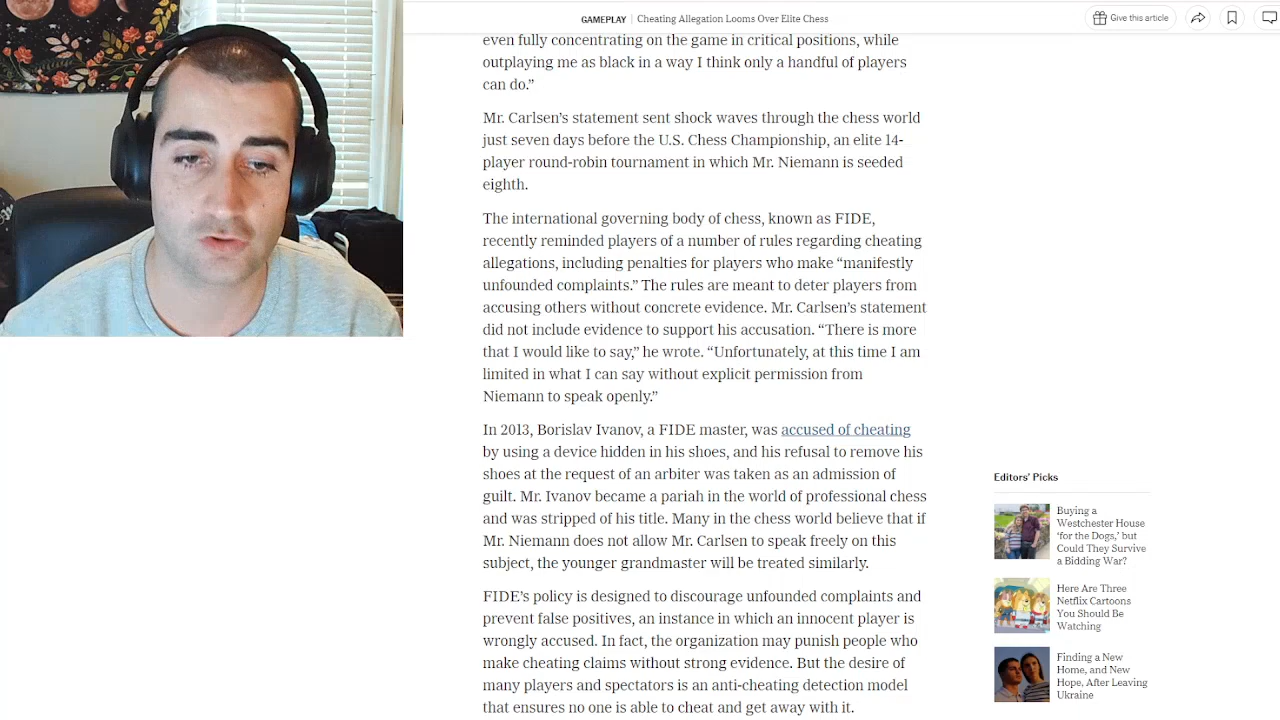 GAMEPLAY | Cheating Allegation Looms Over Elite Chess
Give this article
even fully concentrating on the game in critical positions, while
outplaying me as black in a way I think only a handful of players
can do.”
Mr. Carlsen’s statement sent shock waves through the chess world
just seven days before the U.S. Chess Championship, an elite 14-
player round-robin tournament in which Mr. Niemann is seeded
eighth.
The international governing body of chess, known as FIDE,
recently reminded players of a number of rules regarding cheating
allegations, including penalties for players who make “manifestly
unfounded complaints.” The rules are meant to deter players from
accusing others without concrete evidence. Mr. Carlsen’s statement
did not include evidence to support his accusation. “There is more
that I would like to say,” he wrote. “Unfortunately, at this time I am
limited in what I can say without explicit permission from
Niemann to speak openly.”
In 2013, Borislav Ivanov, a FIDE master, was accused of cheating
by using a device hidden in his shoes, and his refusal to remove his
shoes at the request of an arbiter was taken as an admission of
guilt. Mr. Ivanov became a pariah in the world of professional chess
and was stripped of his title. Many in the chess world believe that if
Mr. Niemann does not allow Mr. Carlsen to speak freely on this
subject, the younger grandmaster will be treated similarly.
FIDE’s policy is designed to discourage unfounded complaints and
prevent false positives, an instance in which an innocent player is
wrongly accused. In fact, the organization may punish people who
make cheating claims without strong evidence. But the desire of
many players and spectators is an anti-cheating detection model
that ensures no one is able to cheat and get away with it.
Editors’ Picks
Buying a
Westchester House
‘for the Dogs,’ but
Could They Survive
a Bidding War?
Here Are Three
Netflix Cartoons
You Should Be
Watching
Finding a New
Home, and New
Hope, After Leaving
Ukraine